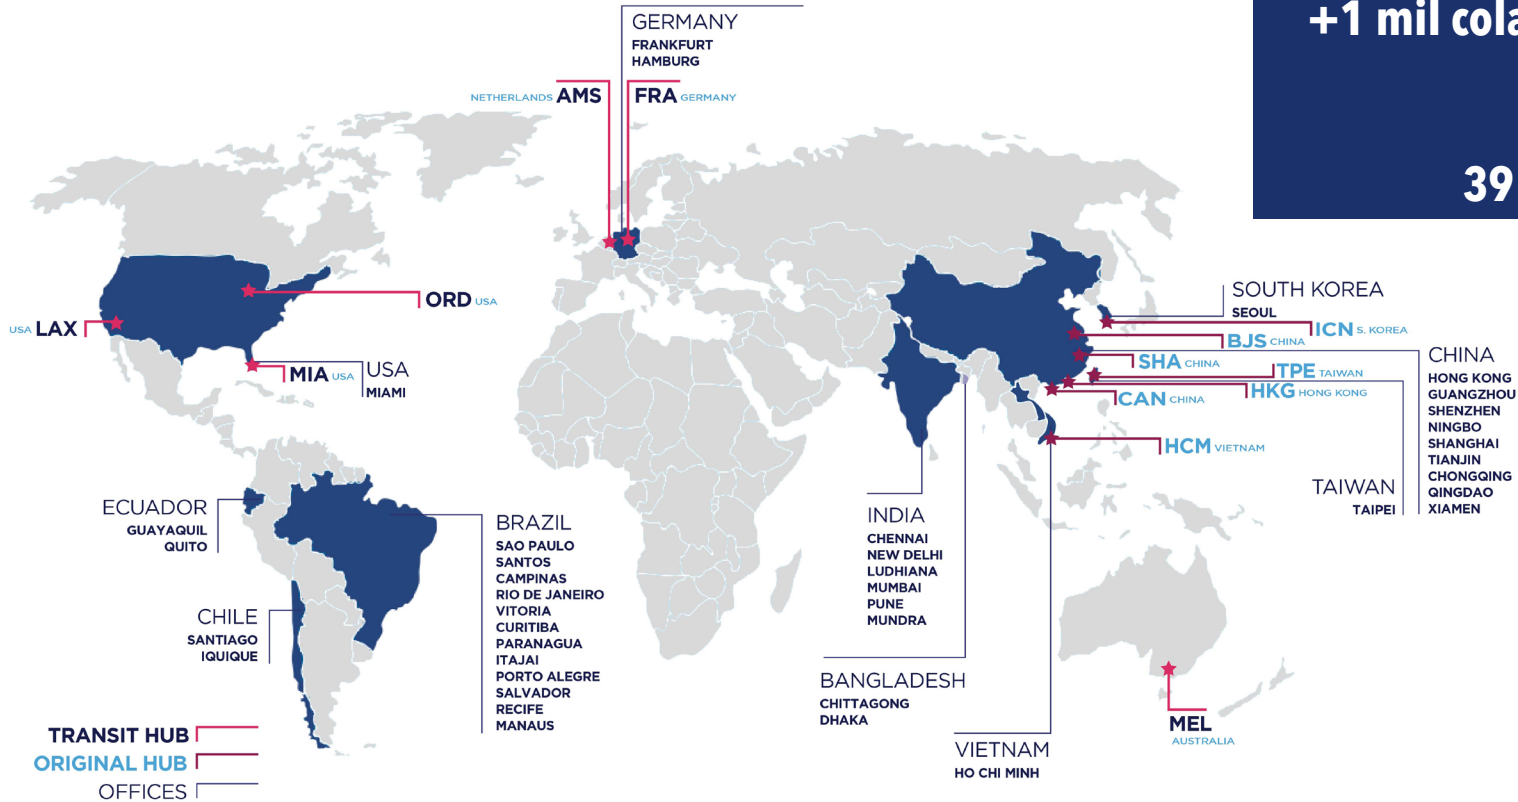 +1 mil cola
39
GERMANY
FRANKFURT
HAMBURG
NETHERLANDS AMS
FRA GERMANY
ORD USA
USA LAX
MIA USA
USA
MIAMI
SOUTH KOREA
SEOUL
ICN S. KOREA
BJS CHINA
SHA CHINA
TPE TAIWAN
CAN CHINA
HKG HONG KONG
HCM VIETNAM
CHINA
HONG KONG
GUANGZHOU
SHENZHEN
NINGBO
SHANGHAI
TIANJIN
CHONGQING
QINGDAO
XIAMEN
TAIWAN
TAIPEI
ECUADOR
GUAYAQUIL
QUITO
BRAZIL
SAO PAULO
SANTOS
CAMPINAS
RIO DE JANEIRO
VITORIA
CURITIBA
PARANAGUA
ITAJAI
PORTO ALEGRE
SALVADOR
RECIFE
MANAUS
CHILE
SANTIAGO
IQUIQUE
INDIA
CHENNAI
NEW DELHI
LUDHIANA
MUMBAI
PUNE
MUNDRA
BANGLADESH
CHITTAGONG
DHAKA
VIETNAM
HO CHI MINH
MEL
AUSTRALIA
TRANSIT HUB
ORIGINAL HUB
OFFICES